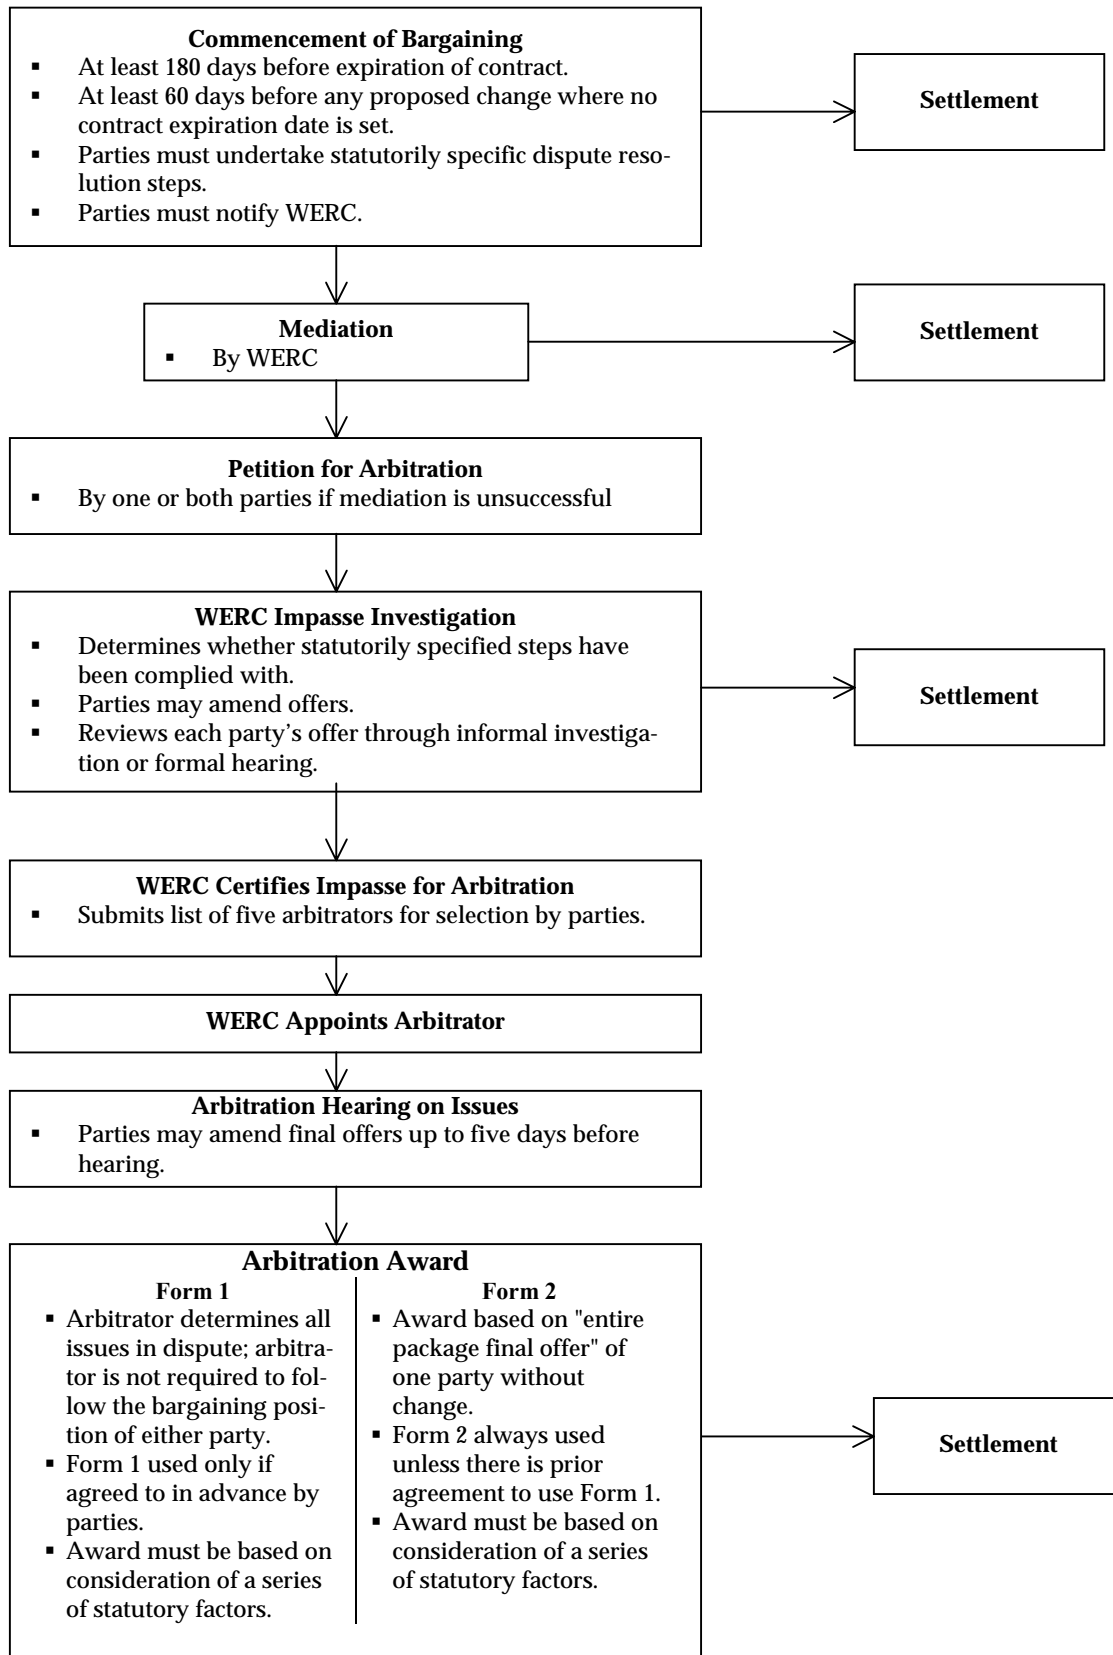 Commencement of Bargaining
▪ At least 180 days before expiration of contract.
▪ At least 60 days before any proposed change where no
contract expiration date is set.
▪ Parties must undertake statutorily specific dispute reso-
lution steps.
▪ Parties must notify WERC.
Settlement
Mediation
▪ By WERC
Settlement
Petition for Arbitration
▪ By one or both parties if mediation is unsuccessful
WERC Impasse Investigation
▪ Determines whether statutorily specified steps have
been complied with.
▪ Parties may amend offers.
▪ Reviews each party’s offer through informal investiga-
tion or formal hearing.
Settlement
WERC Certifies Impasse for Arbitration
▪ Submits list of five arbitrators for selection by parties.
WERC Appoints Arbitrator
Arbitration Hearing on Issues
▪ Parties may amend final offers up to five days before
hearing.
Arbitration Award
Form 1
▪ Arbitrator determines all
issues in dispute; arbitra-
tor is not required to fol-
low the bargaining posi-
tion of either party.
▪ Form 1 used only if
agreed to in advance by
parties.
▪ Award must be based on
consideration of a series
of statutory factors.
Form 2
▪ Award based on "entire
package final offer" of
one party without
change.
▪ Form 2 always used
unless there is prior
agreement to use Form 1.
▪ Award must be based on
consideration of a series
of statutory factors.
Settlement